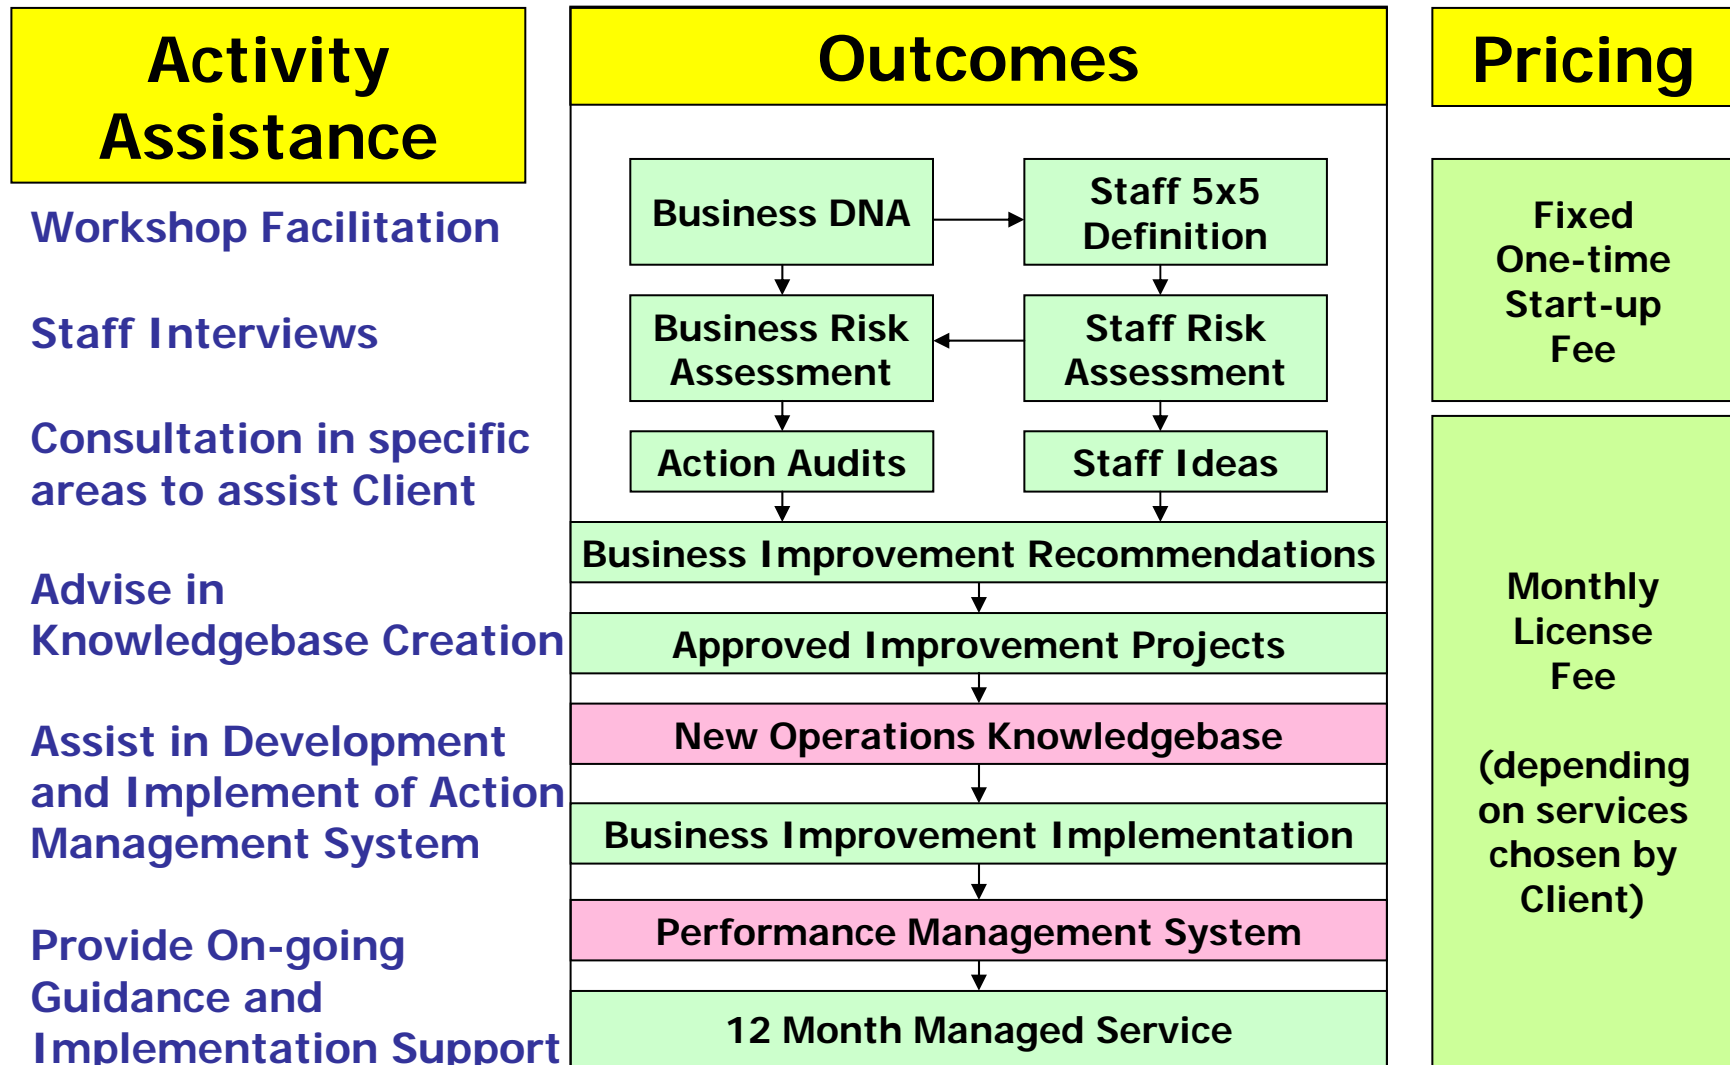 Activity
Assistance
Workshop Facilitation
Staff Interviews
Consultation in specific
areas to assist Client
Advise in
Knowledgebase Creation
Assist in Development
and Implement of Action
Management System
Provide On-going
Guidance and
Implementation Support
Outcomes
Business DNA
Staff 5x5
Definition
Business Risk
Assessment
Staff Risk
Assessment
Action Audits
Staff Ideas
Business Improvement Recommendations
Approved Improvement Projects
New Operations Knowledgebase
Business Improvement Implementation
Performance Management System
12 Month Managed Service
Pricing
Fixed
One-time
Start-up
Fee
Monthly
License
Fee
(depending
on services
chosen by
Client)